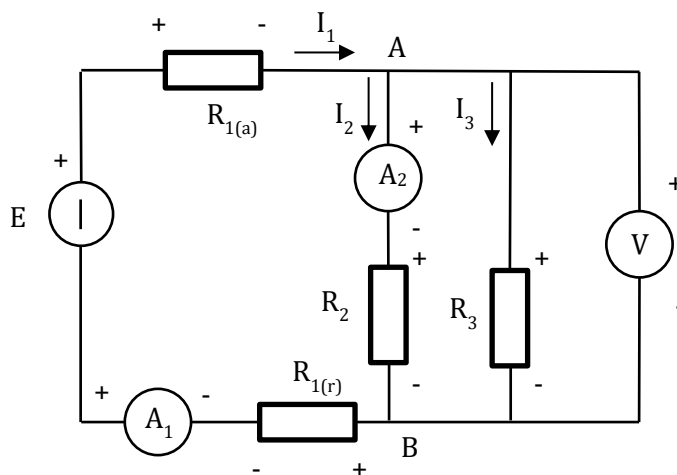 + - I1 A
R1(a)
I2 + I3
+ A2 +
E V
- + +
R2 R3
-
R1(r)
+ - - -
A1
B
- +